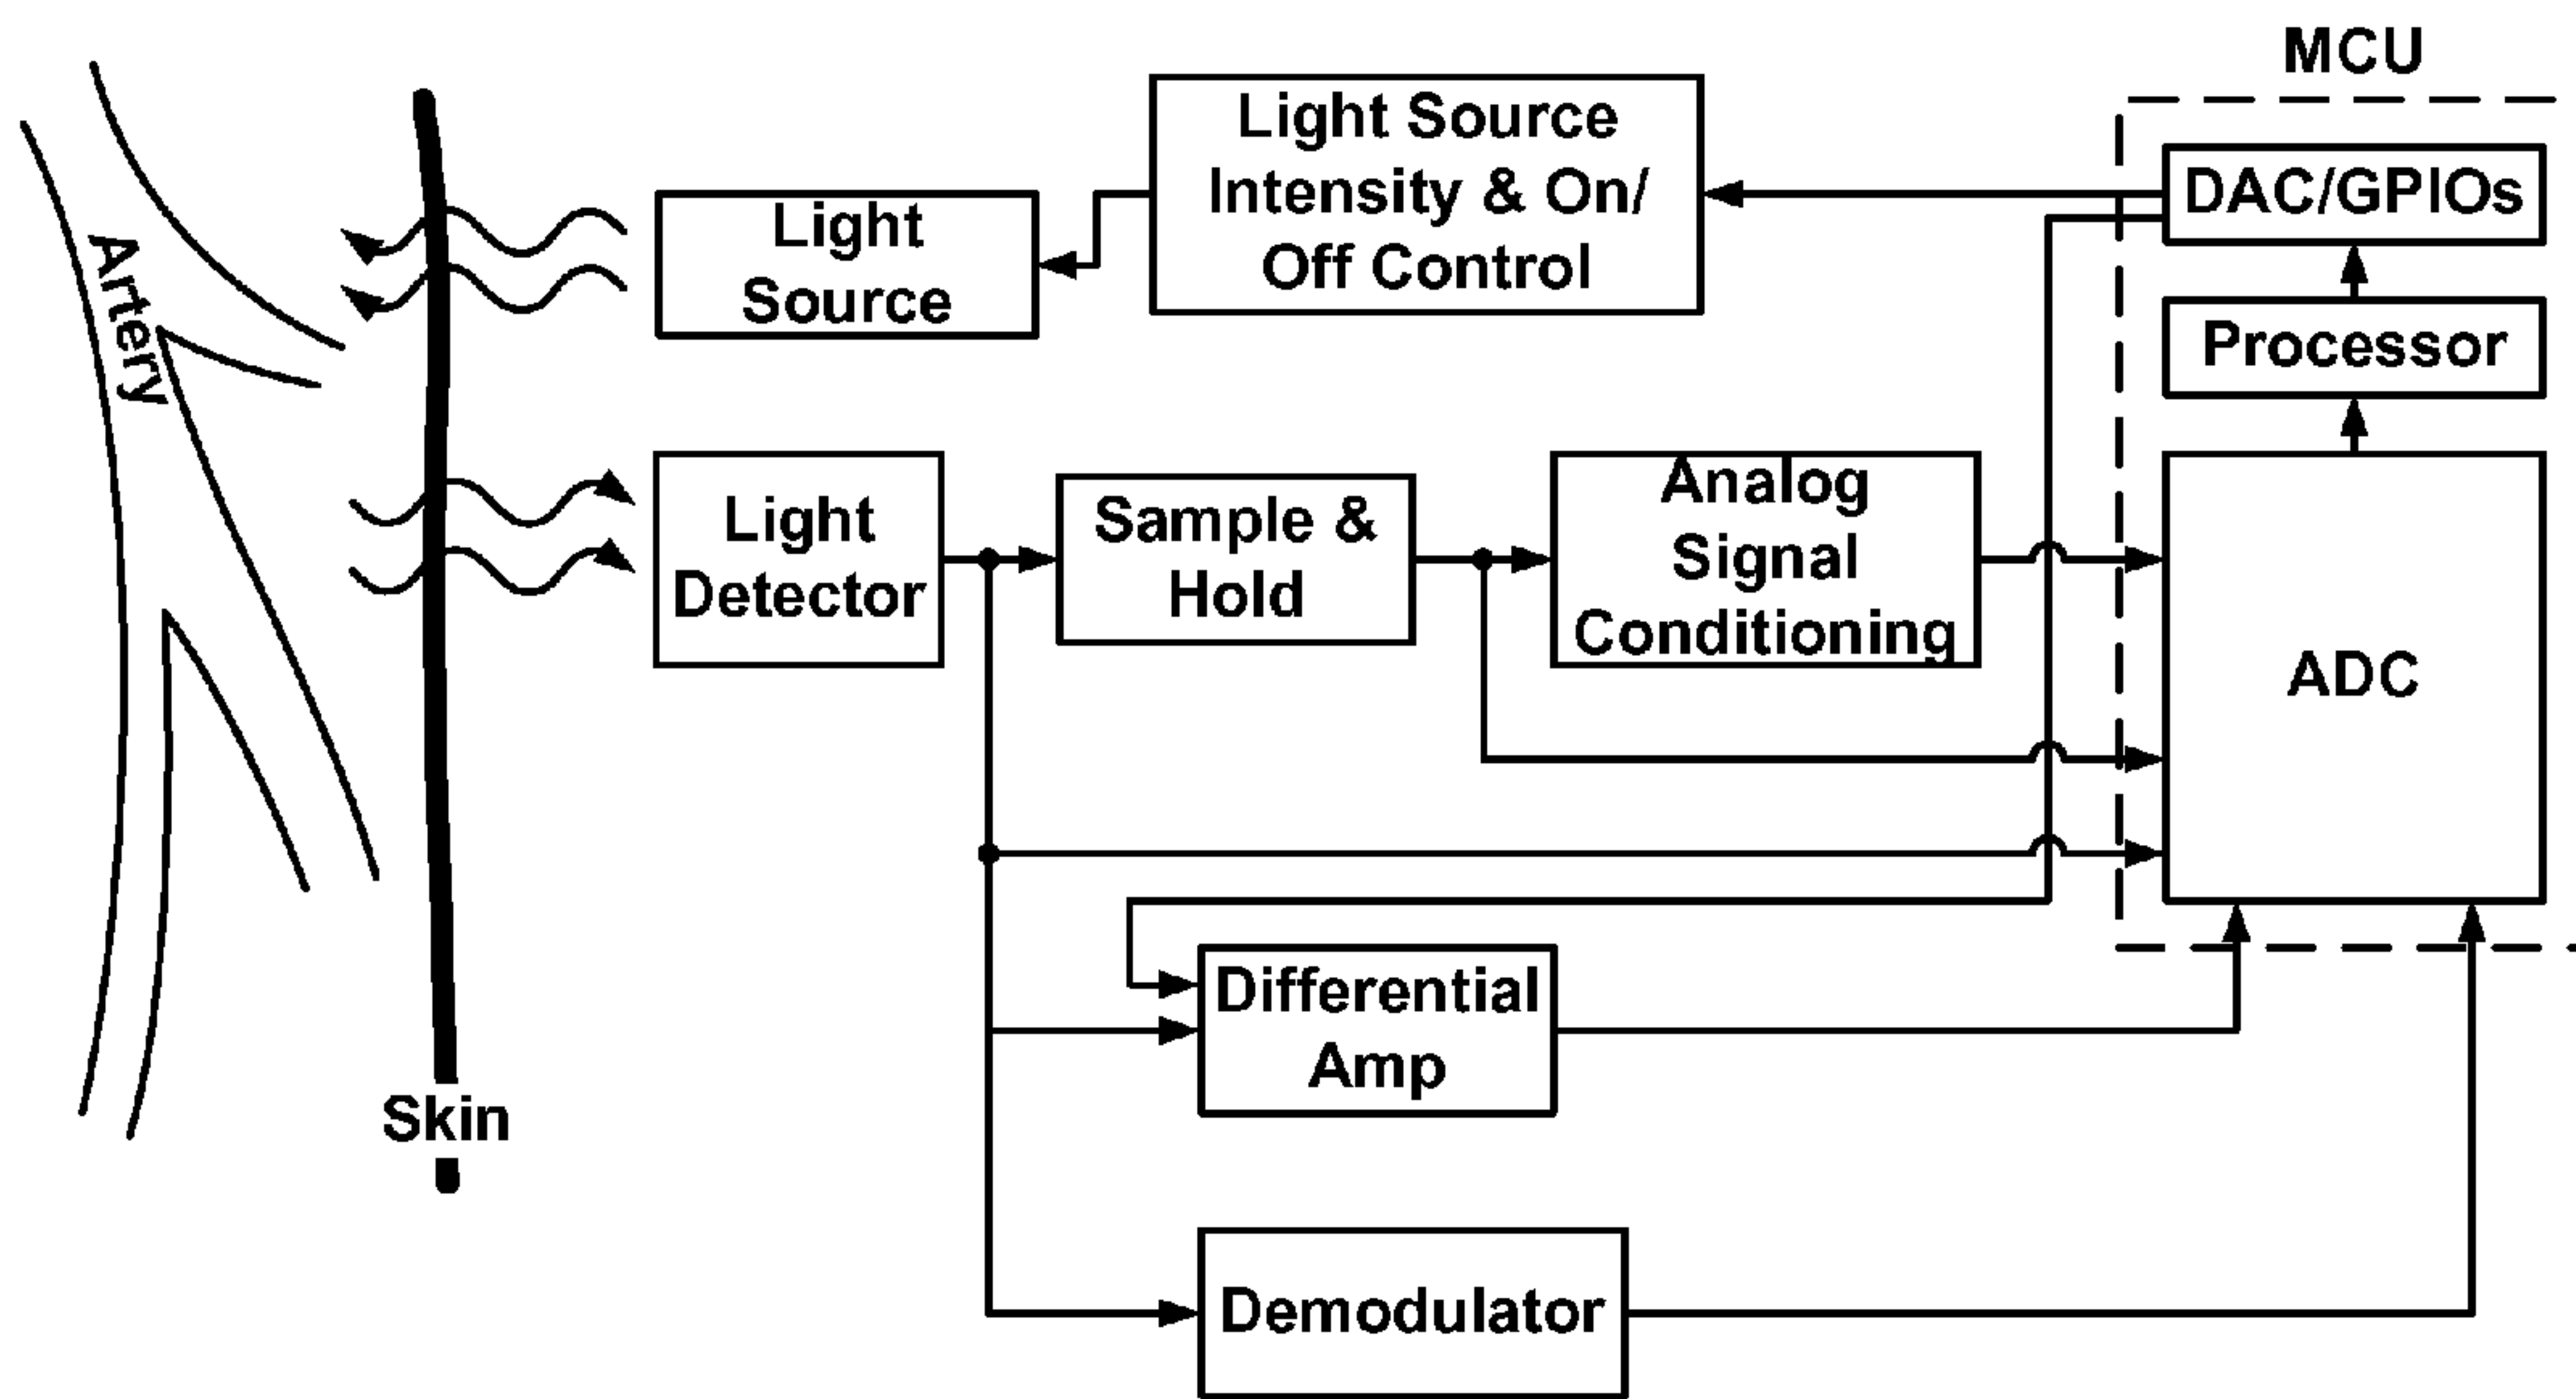 MCU
Light Source
Intensity & On/
Off Control
DAC/GPIOs
Light
Source
Artery
Processor
Light
Detector
Sample &
Hold
Analog
Signal
Conditioning
ADC
Differential
Amp
Skin
Demodulator